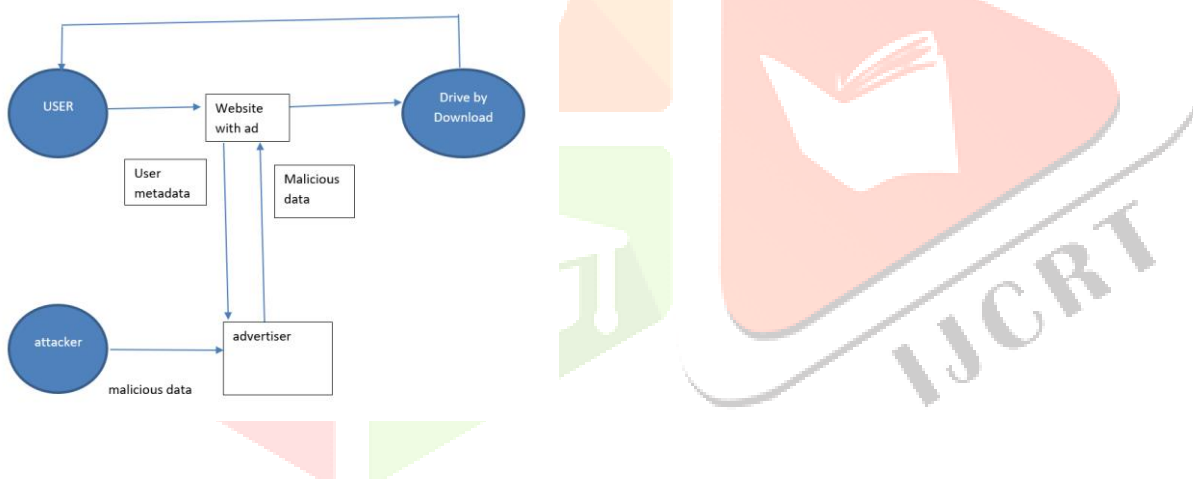 USER
Website
with ad
Drive by
Download
User
metadata
Malicious
data
attacker
advertiser
malicious data
IJCRT